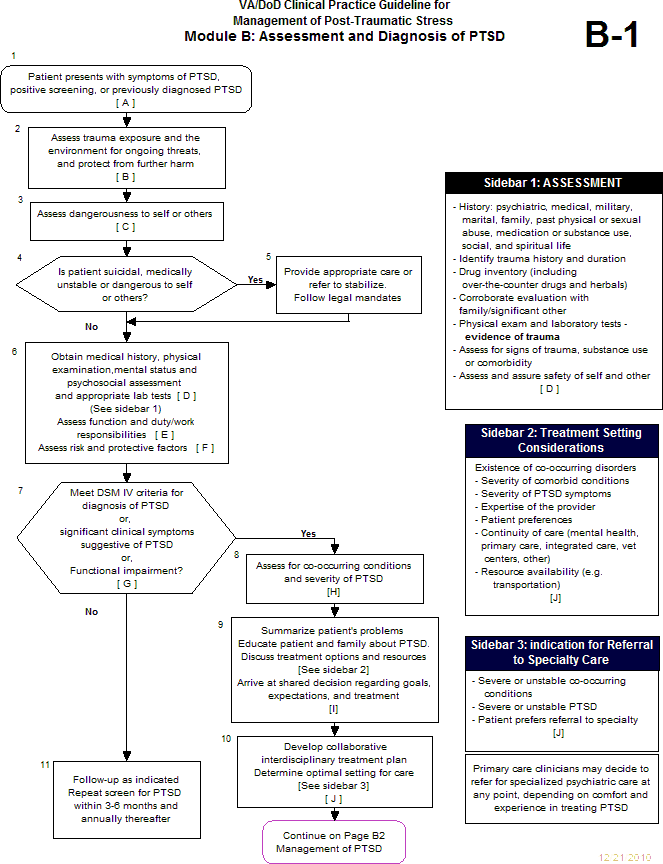 VA/DoD Clinical Practice Guideline for
Management of Post-Traumatic Stress
Module B: Assessment and Diagnosis of PTSD
B-1
1
Patient presents with symptoms of PTSD,
positive screening, or previously diagnosed PTSD
[ A ]
2
Assess trauma exposure and the
environment for ongoing threats,
and protect from further harm
[ B ]
3
Assess dangerousness to self or others
[ C ]
4
Is patient suicidal, medically
unstable or dangerous to self
or others?
Yes
5
Provide appropriate care or
refer to stabilize.
Follow legal mandates
No
6
Obtain medical history, physical
examination,mental status and
psychosocial assessment
and appropriate lab tests [ D ]
(See sidebar 1)
Assess function and duty/work
responsibilities [ E ]
Assess risk and protective factors [ F ]
7
Meet DSM IV criteria for
diagnosis of PTSD
or,
significant clinical symptoms
suggestive of PTSD
or,
Functional impairment?
[ G ]
Yes
No
8
Assess for co-occurring conditions
and severity of PTSD
[H]
9
Summarize patient's problems
Educate patient and family about PTSD.
Discuss treatment options and resources
[See sidebar 2]
Arrive at shared decision regarding goals,
expectations, and treatment
[I]
10
Develop collaborative
interdisciplinary treatment plan
Determine optimal setting for care
[See sidebar 3]
[ J ]
11
Follow-up as indicated
Repeat screen for PTSD
within 3-6 months and
annually thereafter
Continue on Page B2
Management of PTSD
Sidebar 1: ASSESSMENT
- History: psychiatric, medical, military,
marital, family, past physical or sexual
abuse, medication or substance use,
social, and spiritual life
- Identify trauma history and duration
- Drug inventory (including
over-the-counter drugs and herbals)
- Corroborate evaluation with
family/significant other
- Physical exam and laboratory tests -
evidence of trauma
- Assess for signs of trauma, substance use
or comorbidity
- Assess and assure safety of self and other
[ D ]
Sidebar 2: Treatment Setting
Considerations
Existence of co-occurring disorders
- Severity of comorbid conditions
- Severity of PTSD symptoms
- Expertise of the provider
- Patient preferences
- Continuity of care (mental health,
primary care, integrated care, vet
centers, other)
- Resource availability (e.g.
transportation)
[J]
Sidebar 3: indication for Referral
to Specialty Care
- Severe or unstable co-occurring
conditions
- Severe or unstable PTSD
- Patient prefers referral to specialty
[J]
Primary care clinicians may decide to
refer for specialized psychiatric care at
any point, depending on comfort and
experience in treating PTSD
12 21 2010